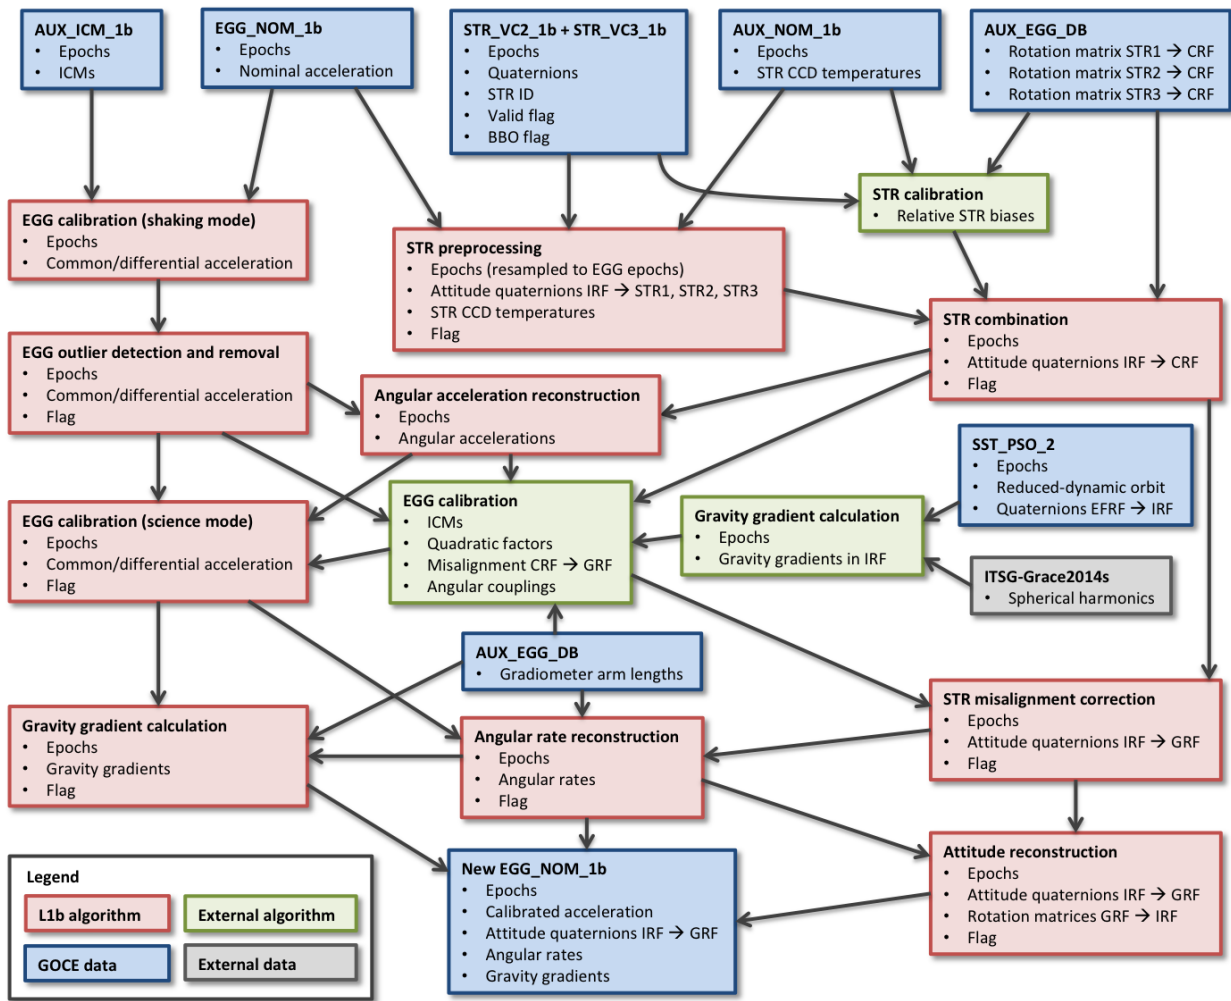 AUX_ICM_1b
• Epochs
• ICMs
EGG_NOM_1b
• Epochs
• Nominal acceleration
STR_VC2_1b + STR_VC3_1b
• Epochs
• Quaternions
• STR ID
• Valid flag
• BBO flag
AUX_NOM_1b
• Epochs
• STR CCD temperatures
AUX_EGG_DB
• Rotation matrix STR1 → CRF
• Rotation matrix STR2 → CRF
• Rotation matrix STR3 → CRF
STR calibration
• Relative STR biases
EGG calibration (shaking mode)
• Epochs
• Common/differential acceleration
STR preprocessing
• Epochs (resampled to EGG epochs)
• Attitude quaternions IRF → STR1, STR2, STR3
• STR CCD temperatures
• Flag
STR combination
• Epochs
• Attitude quaternions IRF → CRF
• Flag
EGG outlier detection and removal
• Epochs
• Common/differential acceleration
• Flag
Angular acceleration reconstruction
• Epochs
• Angular accelerations
SST_PSO_2
• Epochs
• Reduced-dynamic orbit
• Quaternions EFRF → IRF
EGG calibration (science mode)
• Epochs
• Common/differential acceleration
• Flag
EGG calibration
• ICMs
• Quadratic factors
• Misalignment CRF → GRF
• Angular couplings
Gravity gradient calculation
• Epochs
• Gravity gradients in IRF
ITSG-Grace2014s
• Spherical harmonics
AUX_EGG_DB
• Gradiometer arm lengths
STR misalignment correction
• Epochs
• Attitude quaternions IRF → GRF
• Flag
Gravity gradient calculation
• Epochs
• Gravity gradients
• Flag
Angular rate reconstruction
• Epochs
• Angular rates
• Flag
Attitude reconstruction
• Epochs
• Attitude quaternions IRF → GRF
• Rotation matrices GRF → IRF
• Flag
New EGG_NOM_1b
• Epochs
• Calibrated acceleration
• Attitude quaternions IRF → GRF
• Angular rates
• Gravity gradients
Legend
L1b algorithm
External algorithm
GOCE data
External data